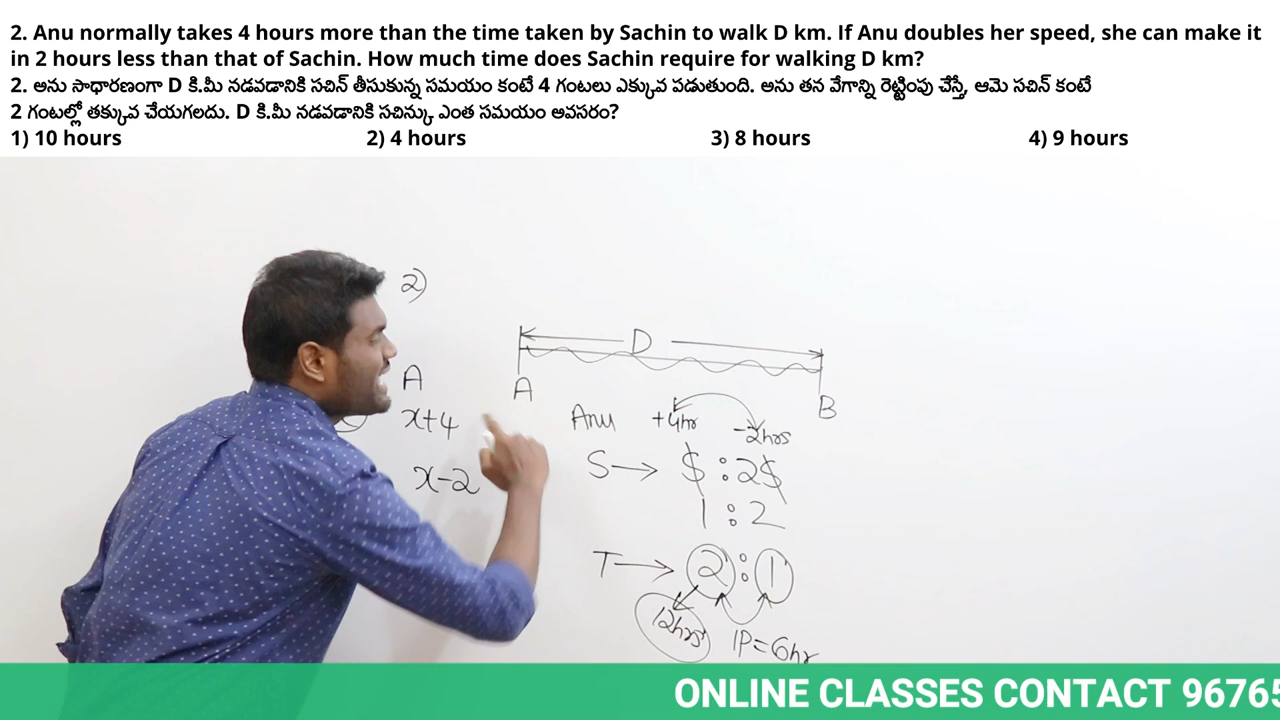 2. Anu normally takes 4 hours more than the time taken by Sachin to walk D km. If Anu doubles her speed, she can make it
in 2 hours less than that of Sachin. How much time does Sachin require for walking D km?
2. అను సాధారణంగా D కి.మీ నడవడానికి సచిన్ తీసుకున్న సమయం కంటే 4 గంటలు ఎక్కువ పడుతుంది. అను తన వేగాన్ని రెట్టింపు చేస్తే, ఆమె సచిన్ కంటే
2 గంటల్లో తక్కువ చేయగలదు. D కి.మీ నడవడానికి సచిన్కు ఎంత సమయం అవసరం?
1) 10 hours 2) 4 hours 3) 8 hours 4) 9 hours
2)
D
A B
A
x+4
x-2
Anu +4hr -2hrs
S→ $ : 2$
1 : 2
T→ 2 : 1
12hrs 1P=6hr
ONLINE CLASSES CONTACT 96765